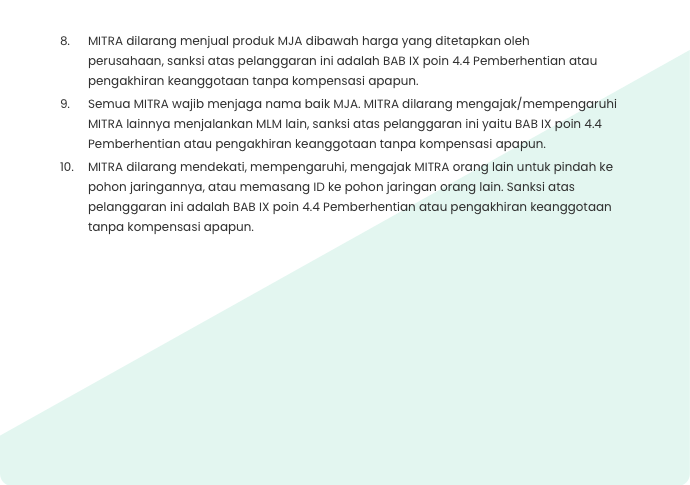 8. MITRA dilarang menjual produk MJA dibawah harga yang ditetapkan oleh
perusahaan, sanksi atas pelanggaran ini adalah BAB IX poin 4.4 Pemberhentian atau
pengakhiran keanggotaan tanpa kompensasi apapun.
9. Semua MITRA wajib menjaga nama baik MJA. MITRA dilarang mengajak/mempengaruhi
MITRA lainnya menjalankan MLM lain, sanksi atas pelanggaran ini yaitu BAB IX poin 4.4
Pemberhentian atau pengakhiran keanggotaan tanpa kompensasi apapun.
10. MITRA dilarang mendekati, mempengaruhi, mengajak MITRA orang lain untuk pindah ke
pohon jaringannya, atau memasang ID ke pohon jaringan orang lain. Sanksi atas
pelanggaran ini adalah BAB IX poin 4.4 Pemberhentian atau pengakhiran keanggotaan
tanpa kompensasi apapun.